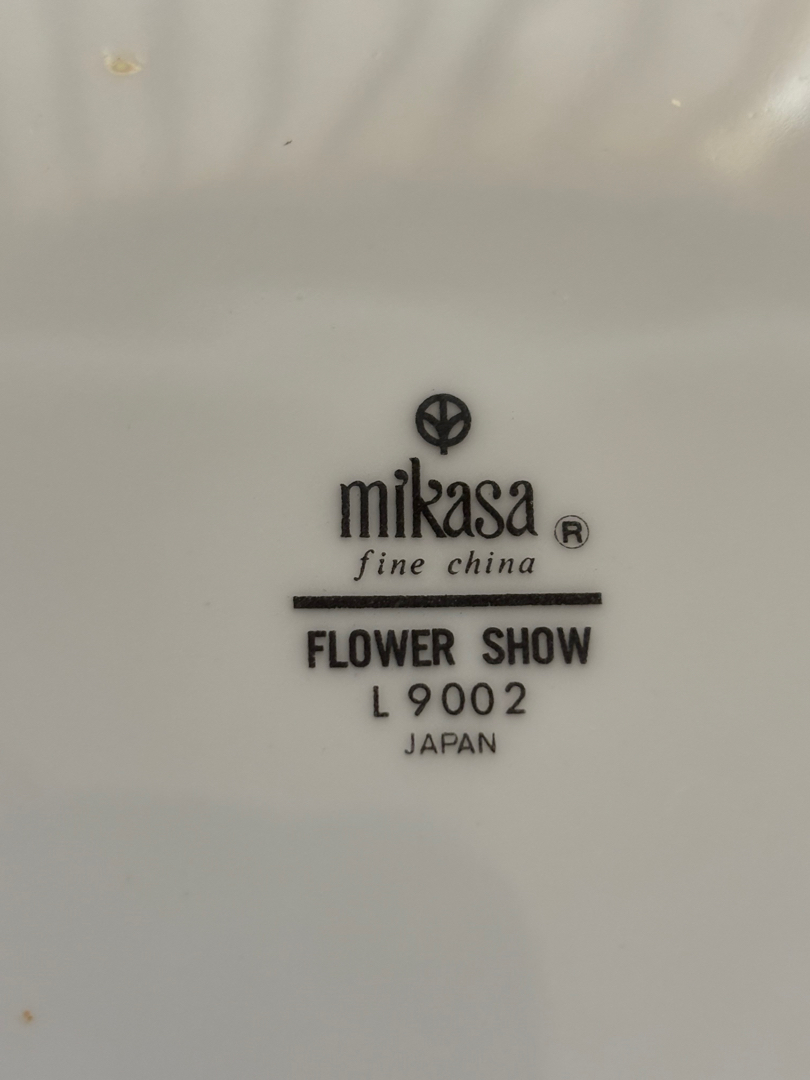 mikasa ®
fine china
FLOWER SHOW
L 9002
JAPAN